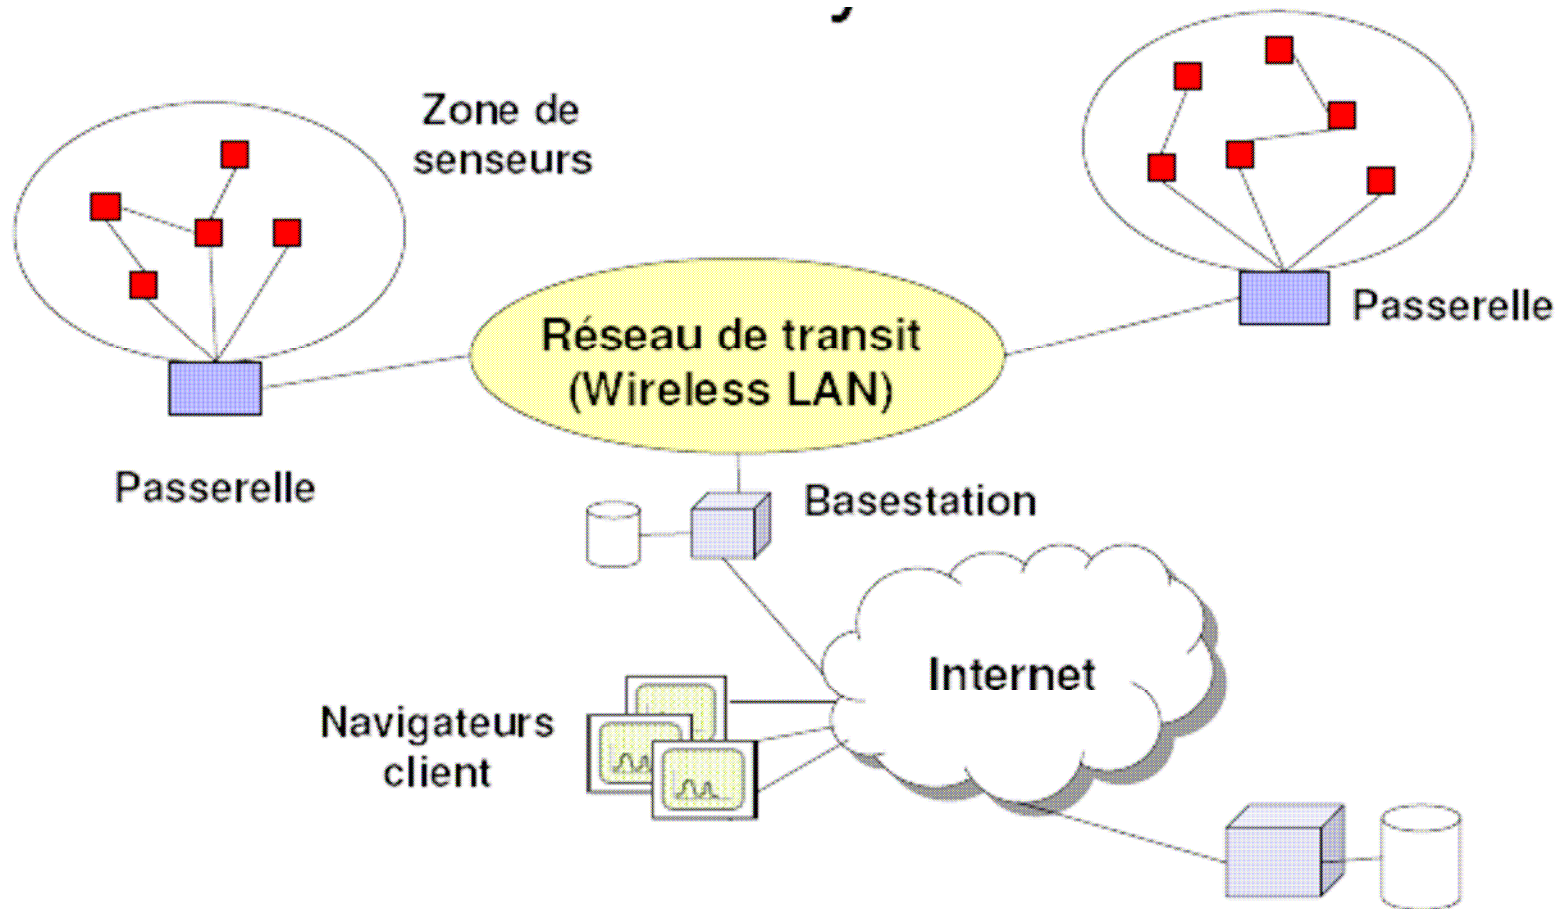 Zone de
senseurs
Réseau de transit
(Wireless LAN)
Passerelle
Passerelle
Basestation
Internet
Navigateurs
client